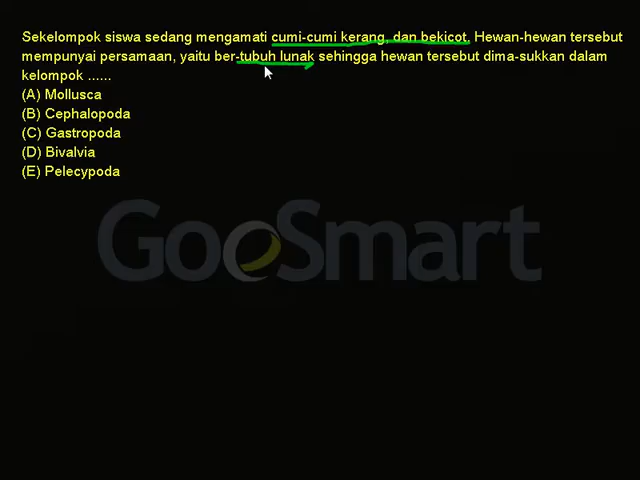 Sekelompok siswa sedang mengamati cumi-cumi kerang, dan bekicot. Hewan-hewan tersebut
mempunyai persamaan, yaitu ber-tubuh lunak sehingga hewan tersebut dima-sukkan dalam
kelompok ......
(A) Mollusca
(B) Cephalopoda
(C) Gastropoda
(D) Bivalvia
(E) Pelecypoda
GoeSmart